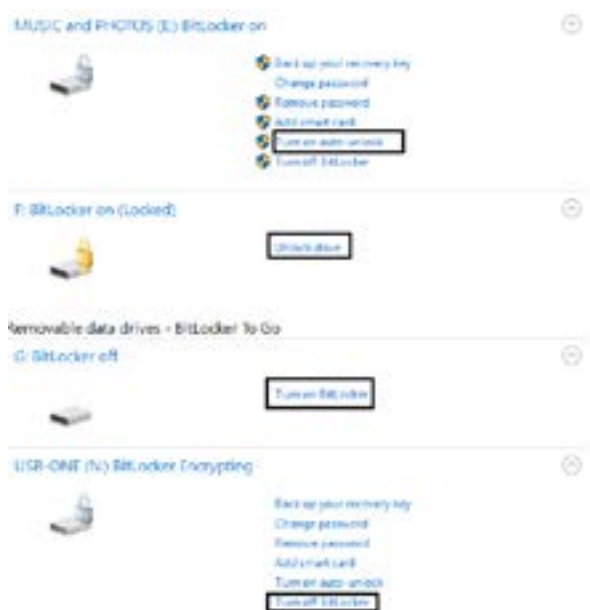 MUSIC and PHOTOS (E:) BitLocker on
Back up your recovery key
Change password
Remove password
Add smart card
Turn on auto-unlock
Turn off BitLocker
F: BitLocker on (Locked)
Unlock drive
Removable data drives - BitLocker To Go
G: BitLocker off
Turn on BitLocker
USB-ONE (N:) BitLocker Encrypting
Back up your recovery key
Change password
Remove password
Add smart card
Turn on auto-unlock
Turn off BitLocker